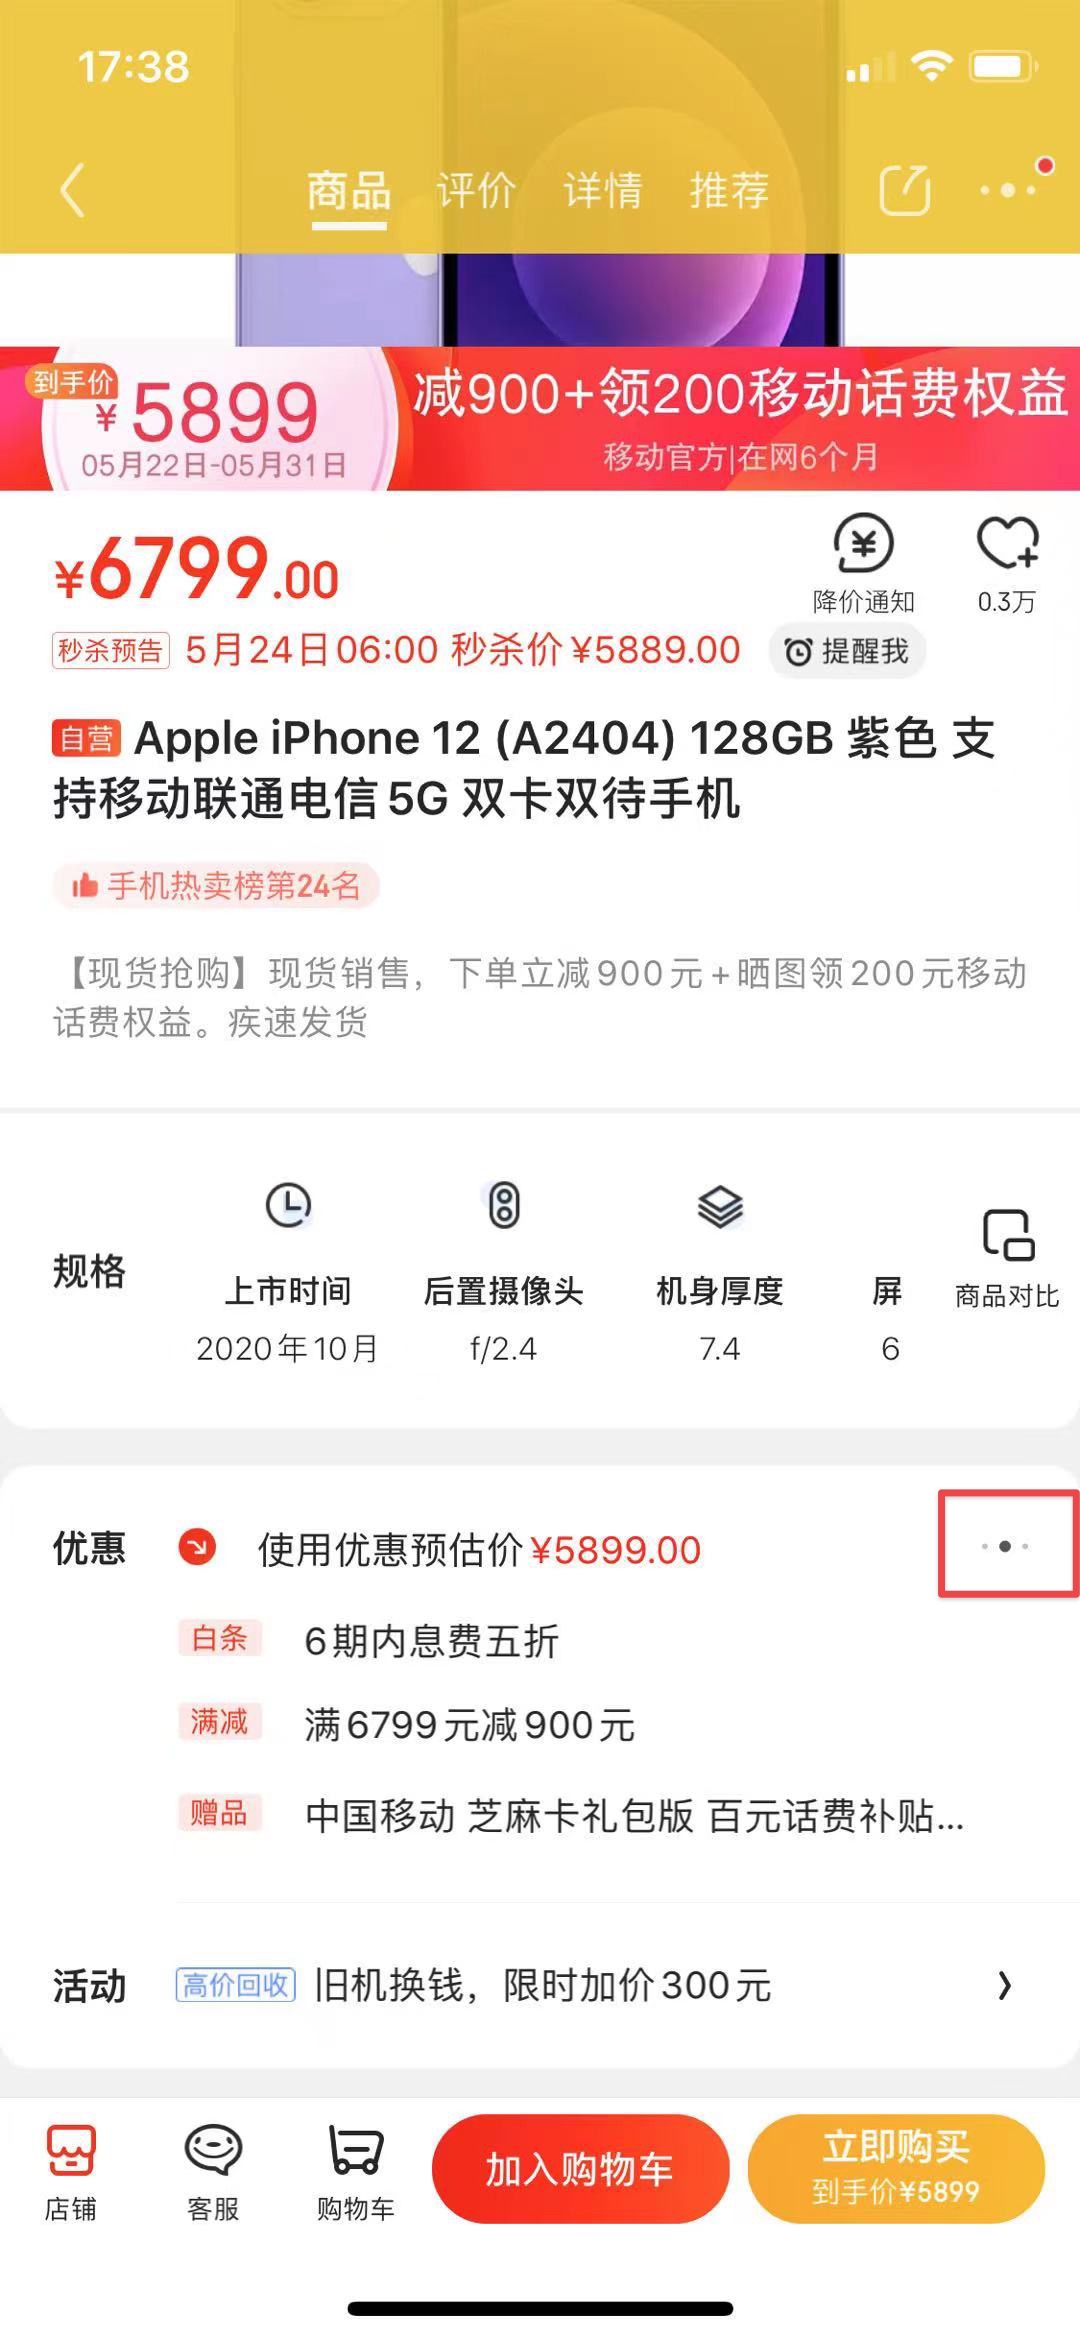 17:38
商品 评价 详情 推荐
到手价
¥5899
05月22日-05月31日
减900+领200移动话费权益
移动官方|在网6个月
¥6799.00
降价通知
0.3万
秒杀预告 5月24日06:00 秒杀价¥5889.00
提醒我
自营 Apple iPhone 12 (A2404) 128GB 紫色 支
持移动联通电信5G 双卡双待手机
手机热卖榜第24名
【现货抢购】现货销售，下单立减900元+晒图领200元移动
话费权益。疾速发货
规格
上市时间 后置摄像头 机身厚度 屏
2020年10月 f/2.4 7.4 6
商品对比
优惠 使用优惠预估价¥5899.00
白条 6期内息费五折
满减 满6799元减900元
赠品 中国移动 芝麻卡礼包版 百元话费补贴...
活动 高价回收 旧机换钱，限时加价300元
店铺 客服 购物车
加入购物车
立即购买
到手价¥5899